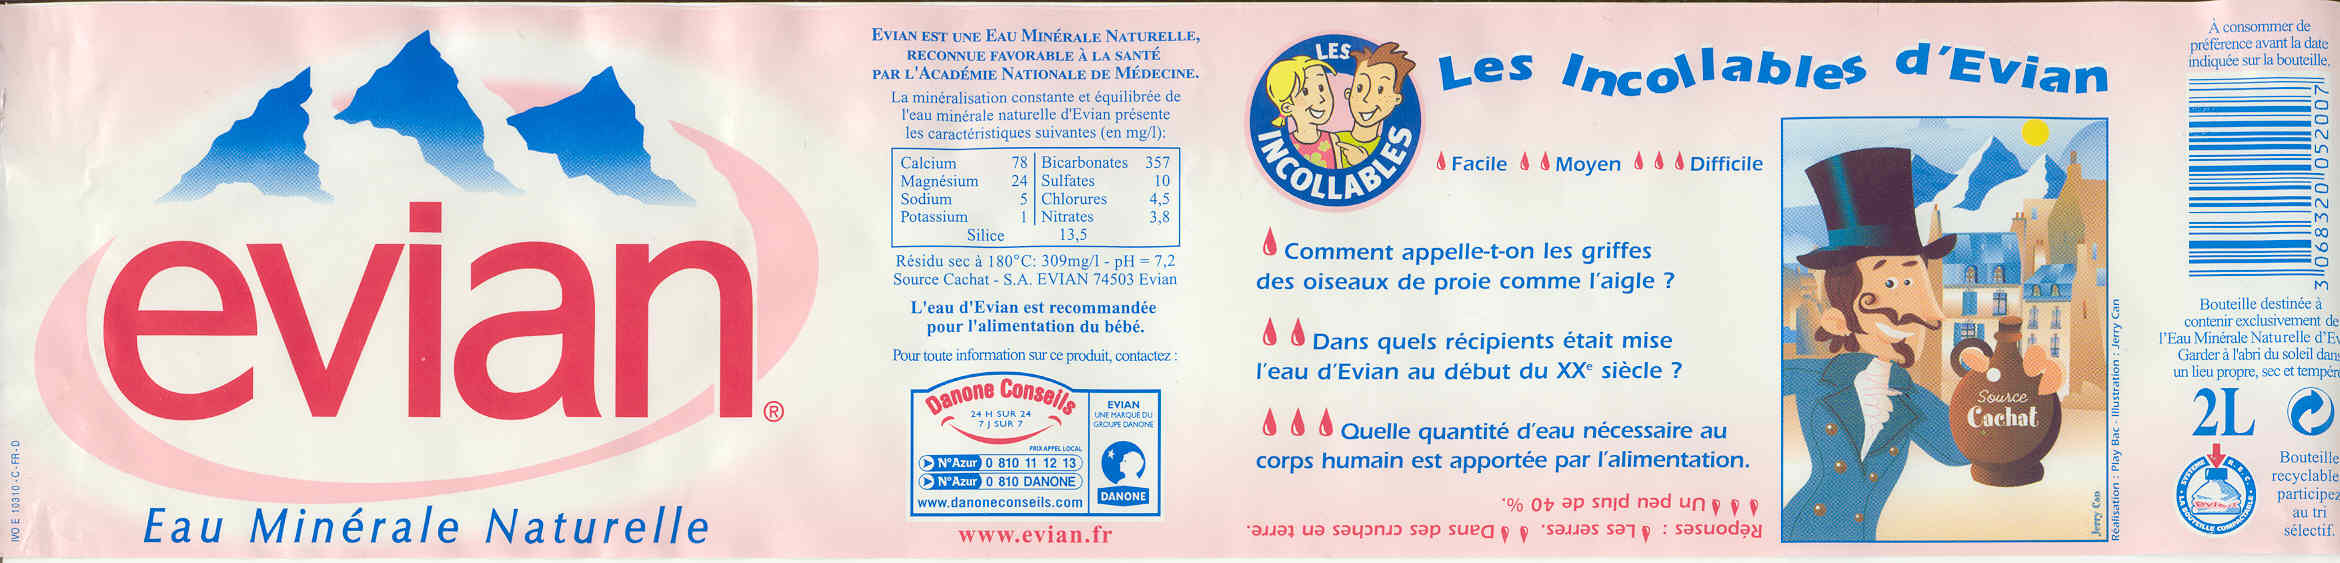 evian®
Eau Minérale Naturelle
IVO E 10310 - C - FR - D
EVIAN EST UNE EAU MINÉRALE NATURELLE,
RECONNUE FAVORABLE À LA SANTÉ
PAR L'ACADÉMIE NATIONALE DE MÉDECINE.
La minéralisation constante et équilibrée de
l'eau minérale naturelle d'Evian présente
les caractéristiques suivantes (en mg/l):
Calcium 78 Bicarbonates 357
Magnésium 24 Sulfates 10
Sodium 5 Chlorures 4,5
Potassium 1 Nitrates 3,8
Silice 13,5
Résidu sec à 180°C: 309mg/l - pH = 7,2
Source Cachat - S.A. EVIAN 74503 Evian
L'eau d'Evian est recommandée
pour l'alimentation du bébé.
Pour toute information sur ce produit, contactez :
Danone Conseils
24 H SUR 24
7 J SUR 7
PRIX APPEL LOCAL
N°Azur 0 810 11 12 13
N°Azur 0 810 DANONE
www.danoneconseils.com
EVIAN
UNE MARQUE DU
GROUPE DANONE
DANONE
www.evian.fr
LES
INCOLLABLES
Les Incollables d'Evian
Facile Moyen Difficile
Comment appelle-t-on les griffes
des oiseaux de proie comme l'aigle ?
Dans quels récipients était mise
l'eau d'Evian au début du XXe siècle ?
Quelle quantité d'eau nécessaire au
corps humain est apportée par l'alimentation.
Réponses : Les serres. Dans des cruches en terre.
Un peu plus de 40 %.
Source
Cachat
Jerry Can
Réalisation : Play Bac - Illustration : Jerry Can
À consommer de
préférence avant la date
indiquée sur la bouteille.
3 068320 052007
Bouteille destinée à
contenir exclusivement de
l'Eau Minérale Naturelle d'Ev
Garder à l'abri du soleil dans
un lieu propre, sec et tempéré
2L
SYSTEME R.B.C.
LA BOUTEILLE COMPACTABLE
evian
Bouteille
recyclable
participez
au tri
sélectif.